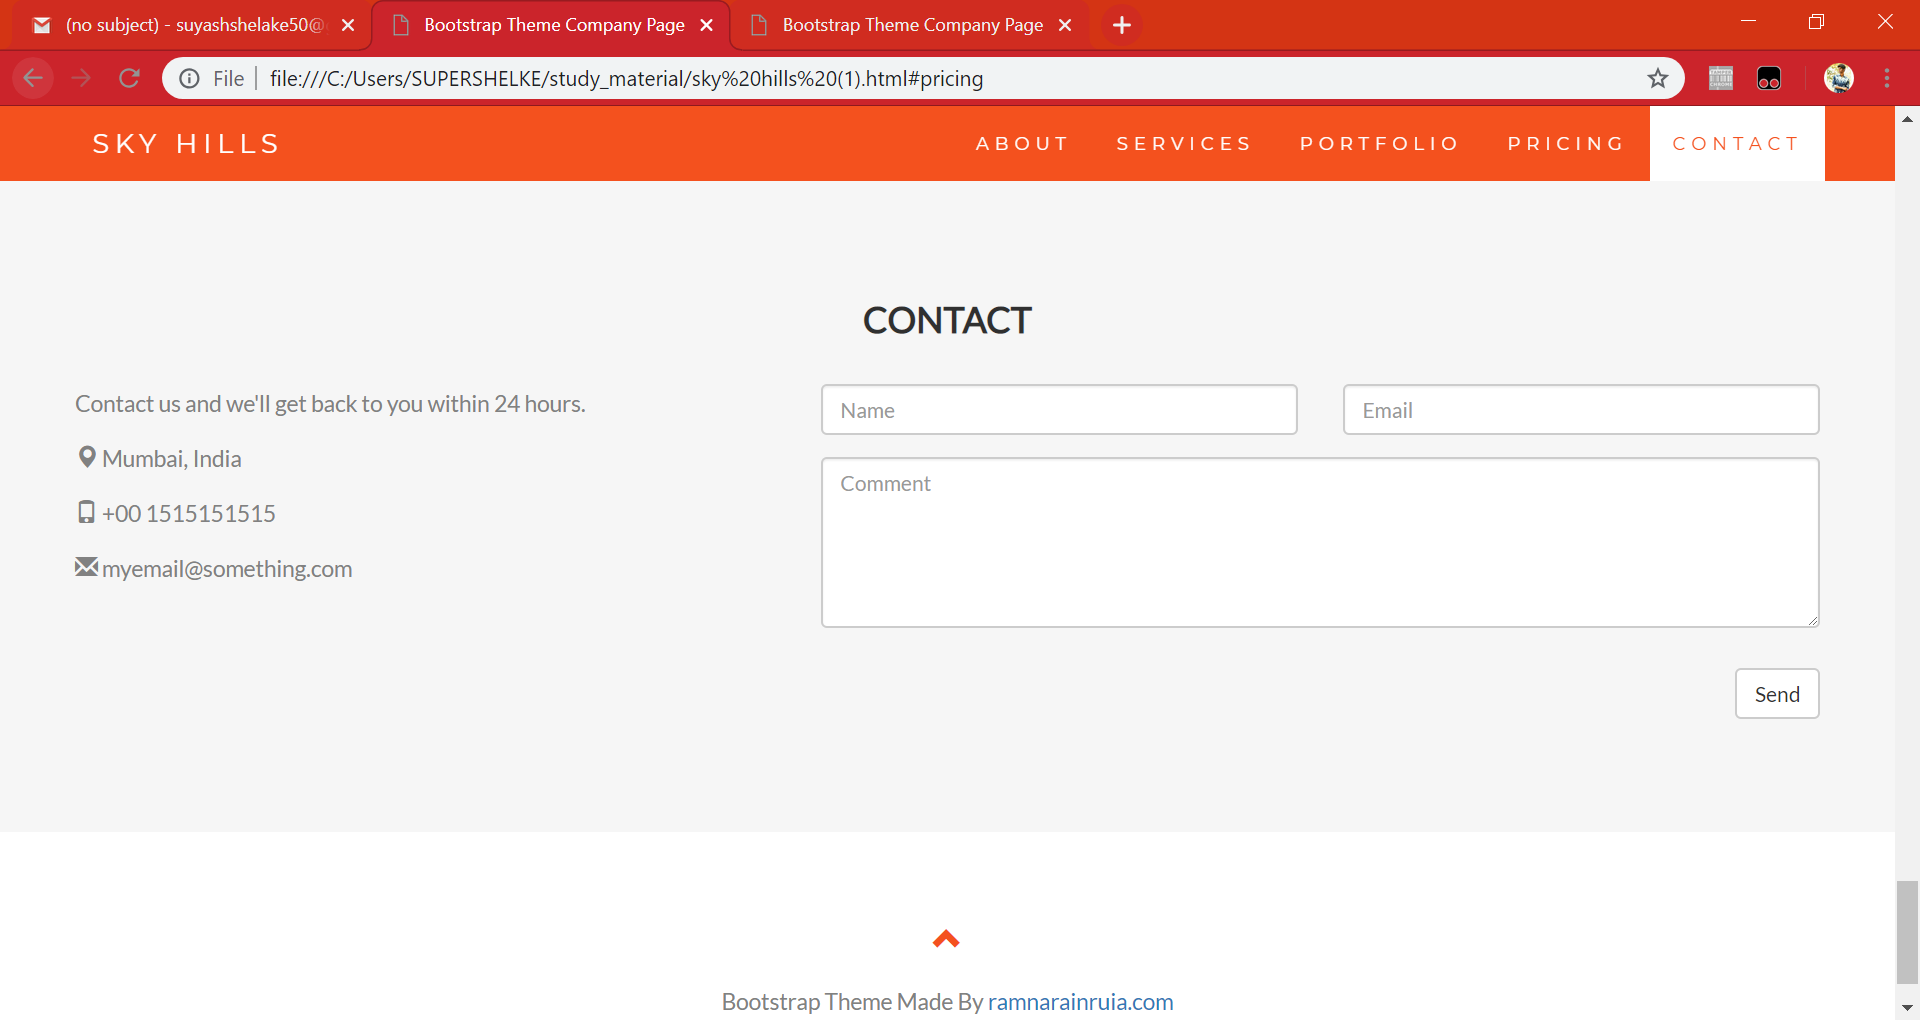 (no subject) - suyashshelake50@
Bootstrap Theme Company Page
Bootstrap Theme Company Page
File file:///C:/Users/SUPERSHELKE/study_material/sky%20hills%20(1).html#pricing
SKY HILLS
ABOUT
SERVICES
PORTFOLIO
PRICING
CONTACT
CONTACT
Contact us and we'll get back to you within 24 hours.
Mumbai, India
+00 1515151515
myemail@something.com
Name
Email
Comment
Send
Bootstrap Theme Made By ramnarainruia.com